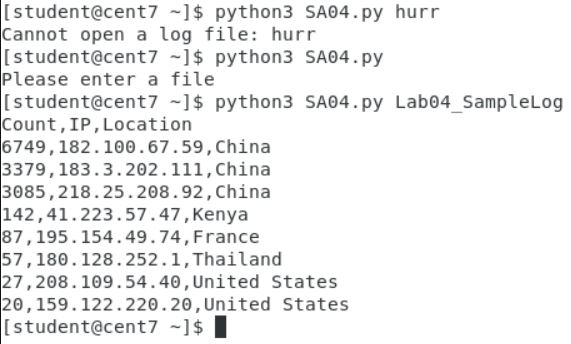 [student@cent7 ~]$ python3 SA04.py hurr
Cannot open a log file: hurr
[student@cent7 ~]$ python3 SA04.py
Please enter a file
[student@cent7 ~]$ python3 SA04.py Lab04_SampleLog
Count,IP,Location
6749,182.100.67.59,China
3379,183.3.202.111,China
3085,218.25.208.92,China
142,41.223.57.47,Kenya
87,195.154.49.74,France
57,180.128.252.1,Thailand
27,208.109.54.40,United States
20,159.122.220.20,United States
[student@cent7 ~]$